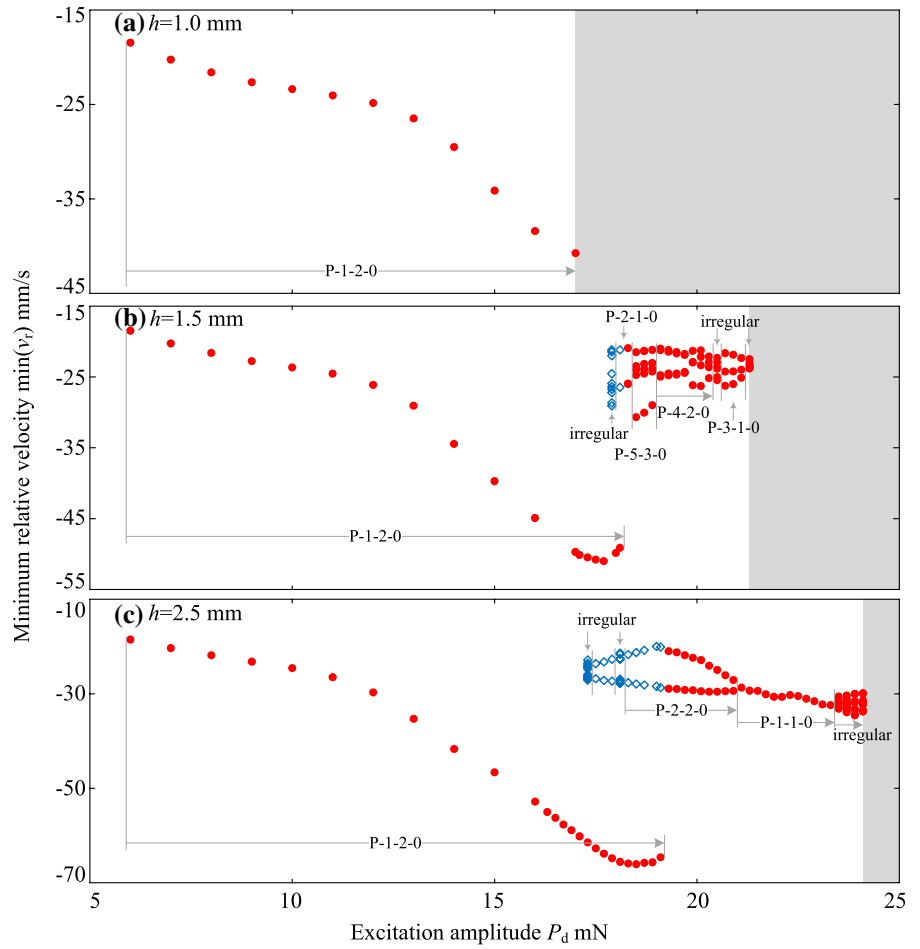 (a) h=1.0 mm
-15
-25
-35
-45
P-1-2-0
(b) h=1.5 mm
-15
-25
-35
-45
-55
P-2-1-0
irregular
P-4-2-0
irregular
P-3-1-0
P-5-3-0
P-1-2-0
Minimum relative velocity min(vr) mm/s
(c) h=2.5 mm
-10
-30
-50
-70
irregular
P-2-2-0
P-1-1-0
irregular
P-1-2-0
5 10 15 20 25
Excitation amplitude Pd mN